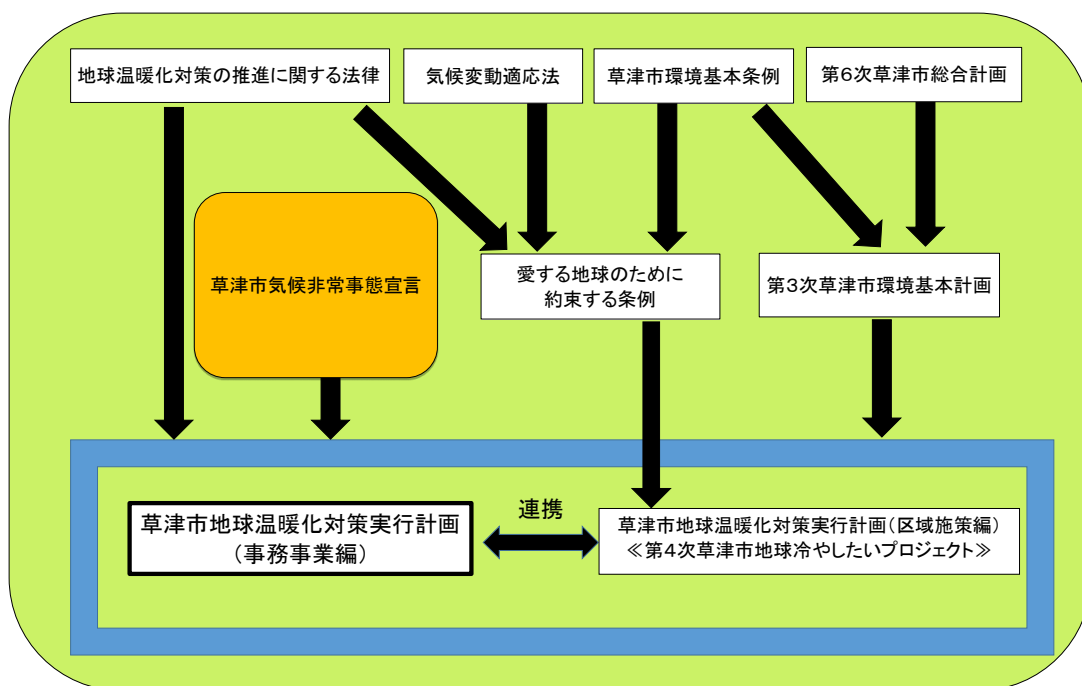 地球温暖化対策の推進に関する法律
気候変動適応法
草津市環境基本条例
第6次草津市総合計画
草津市気候非常事態宣言
愛する地球のために
約束する条例
第3次草津市環境基本計画
草津市地球温暖化対策実行計画
(事務事業編)
連携
草津市地球温暖化対策実行計画(区域施策編)
≪第4次草津市地球冷やしたいプロジェクト≫